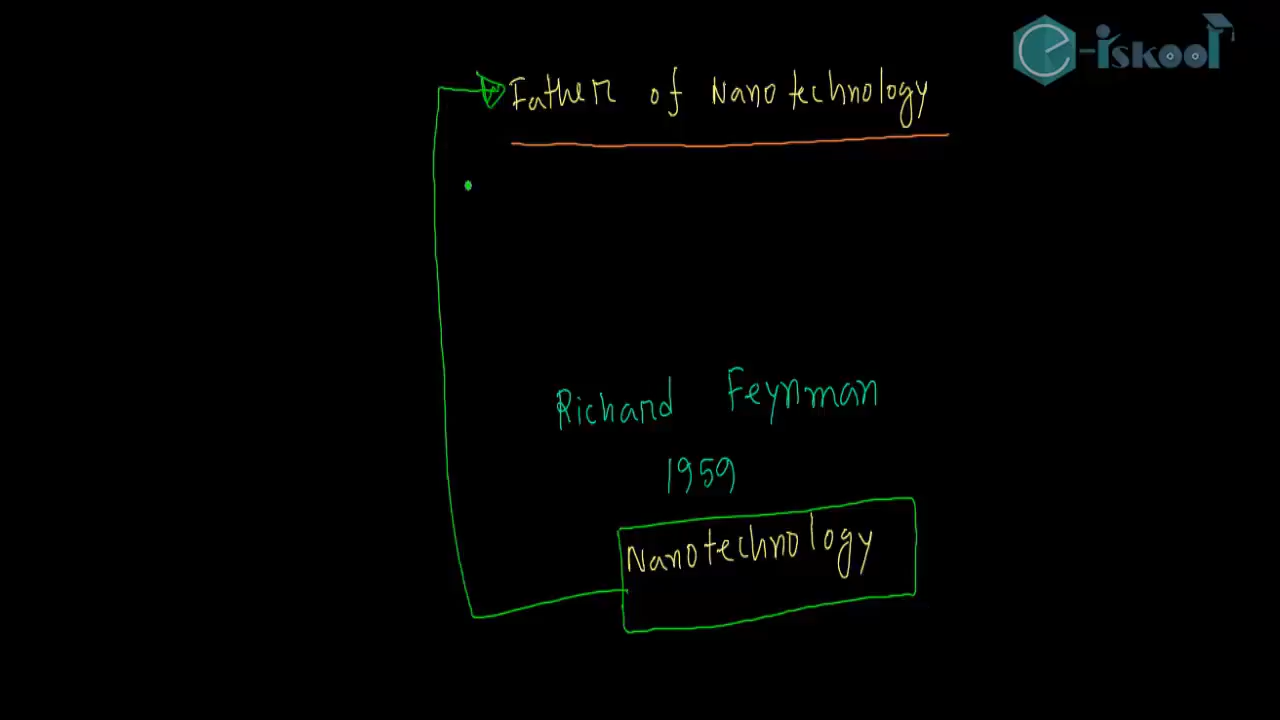 e-iskool
Father of Nanotechnology
Richard Feynman
1959
Nanotechnology